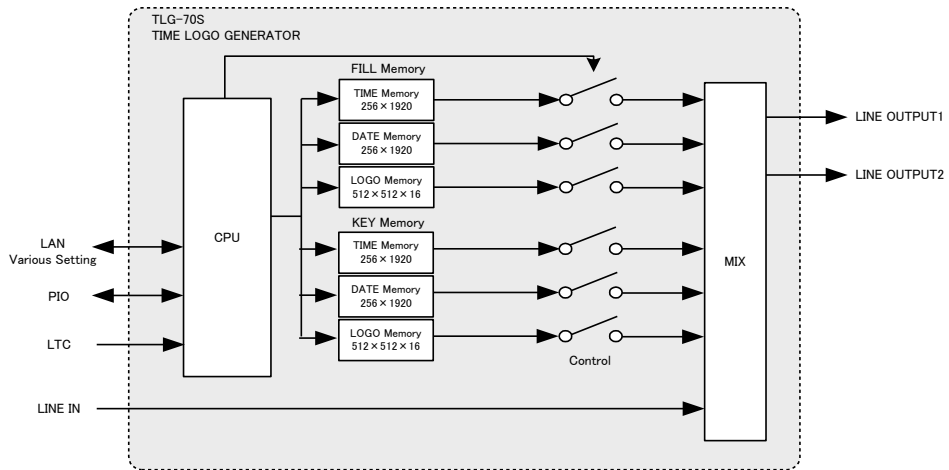 TLG-70S
TIME LOGO GENERATOR
FILL Memory
TIME Memory
256×1920
DATE Memory
256×1920
LOGO Memory
512×512×16
KEY Memory
TIME Memory
256×1920
DATE Memory
256×1920
LOGO Memory
512×512×16
CPU
Control
MIX
LAN
Various Setting
PIO
LTC
LINE IN
LINE OUTPUT1
LINE OUTPUT2